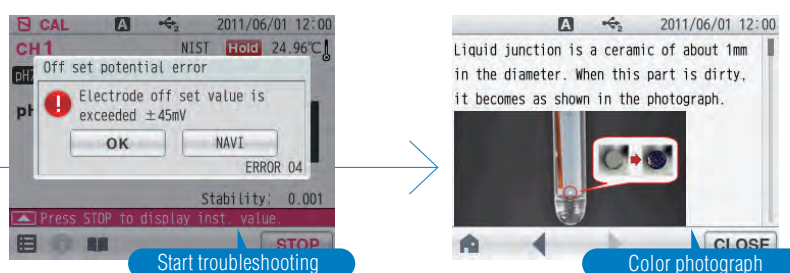 CAL A 2 2011/06/01 12:00
CH1 NIST Hold 24.96℃
Off set potential error
Electrode off set value is
exceeded ±45mV
OK NAVI
ERROR 04
Stability: 0.001
Press STOP to display inst. value.
STOP
Start troubleshooting
A 2 2011/06/01 12:00
Liquid junction is a ceramic of about 1mm
in the diameter. When this part is dirty,
it becomes as shown in the photograph.
CLOSE
Color photograph